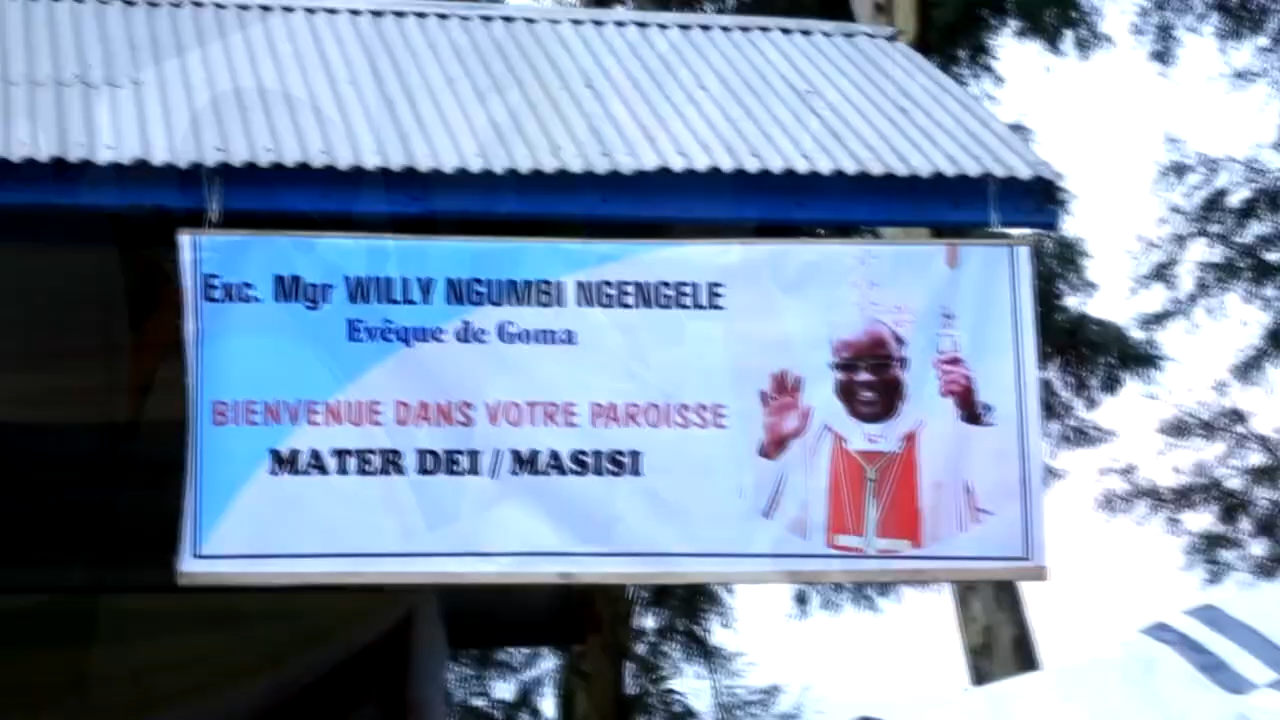 Exc. Mgr WILLY NGUMBI NGENGELE
Evêque de Goma
BIENVENUE DANS VOTRE PAROISSE
MATER DEI / MASISI